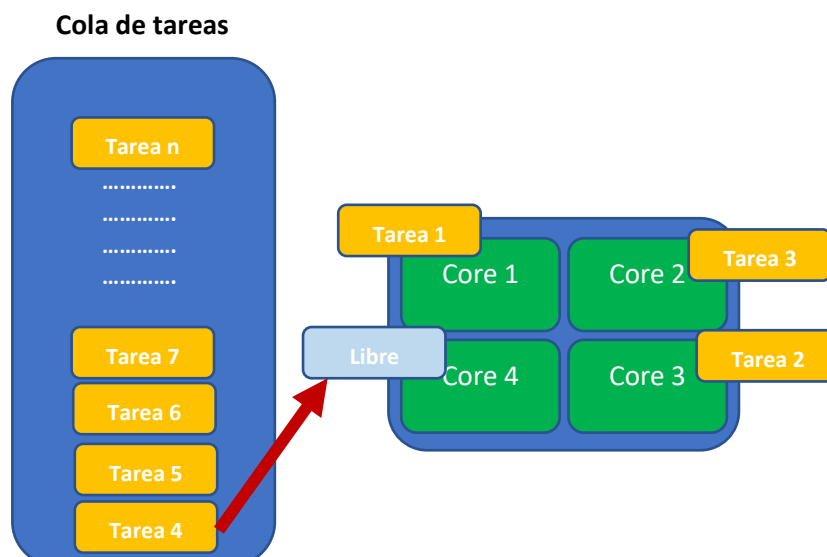 Cola de tareas
Tarea n
.............
.............
.............
.............
Tarea 7
Tarea 6
Tarea 5
Tarea 4
Tarea 1
Core 1
Core 2
Tarea 3
Libre
Core 4
Core 3
Tarea 2